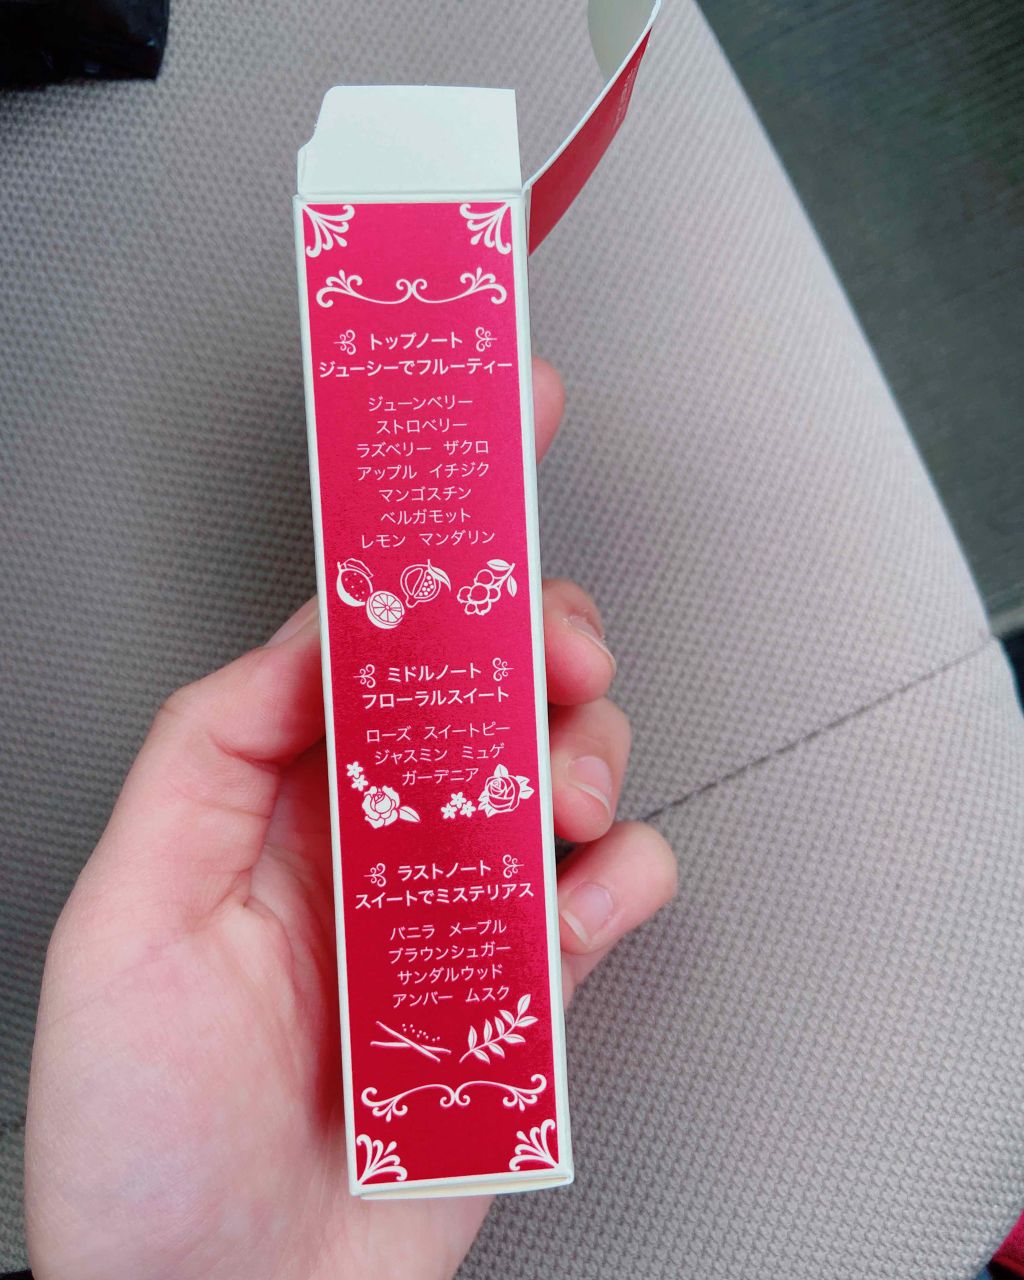 トップノート
ジューシーでフルーティー
ジューンベリー
ストロベリー
ラズベリー ザクロ
アップル イチジク
マンゴスチン
ベルガモット
レモン マンダリン
ミドルノート
フローラルスイート
ローズ スイートピー
ジャスミン ミュゲ
ガーデニア
ラストノート
スイートでミステリアス
バニラ メープル
ブラウンシュガー
サンダルウッド
アンバー ムスク